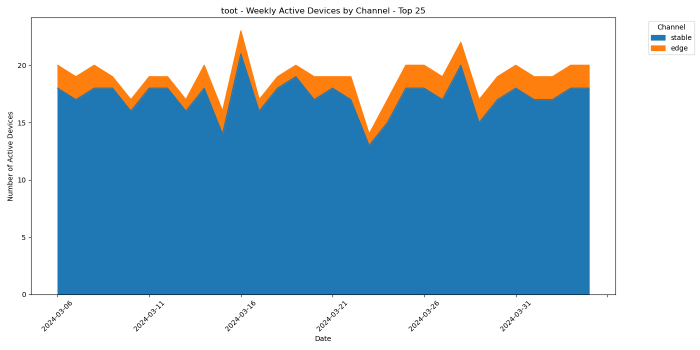 toot - Weekly Active Devices by Channel - Top 25
Number of Active Devices
20
15
10
5
0
2024-03-06
2024-03-11
2024-03-16
2024-03-21
2024-03-26
2024-03-31
Date
Channel
stable
edge